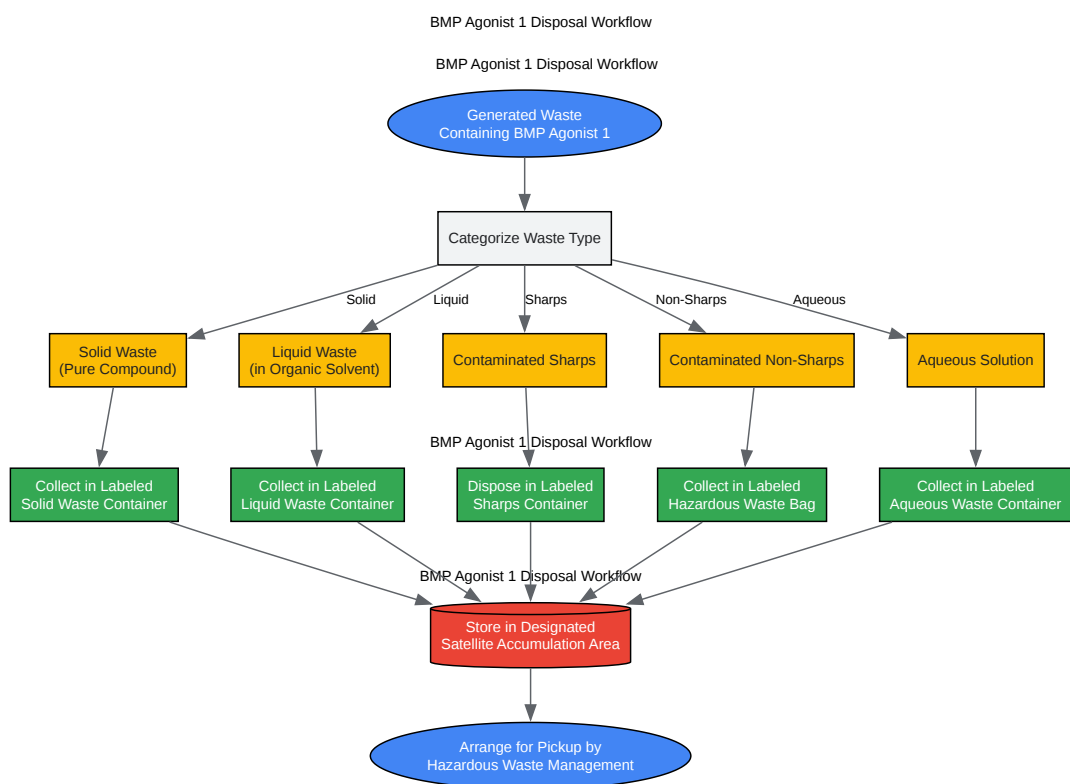 BMP Agonist 1 Disposal Workflow
BMP Agonist 1 Disposal Workflow
Generated Waste
Containing BMP Agonist 1
Categorize Waste Type
Solid
Liquid
Sharps
Non-Sharps
Aqueous
Solid Waste
(Pure Compound)
Liquid Waste
(in Organic Solvent)
Contaminated Sharps
Contaminated Non-Sharps
Aqueous Solution
BMP Agonist 1 Disposal Workflow
Collect in Labeled
Solid Waste Container
Collect in Labeled
Liquid Waste Container
Dispose in Labeled
Sharps Container
Collect in Labeled
Hazardous Waste Bag
Collect in Labeled
Aqueous Waste Container
BMP Agonist 1 Disposal Workflow
Store in Designated
Satellite Accumulation Area
Arrange for Pickup by
Hazardous Waste Management